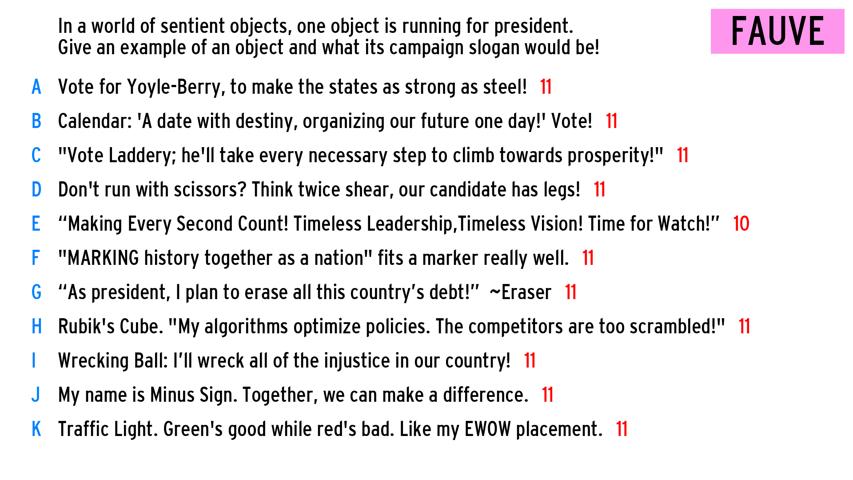 In a world of sentient objects, one object is running for president.
Give an example of an object and what its campaign slogan would be!
FAUVE
A Vote for Yoyle-Berry, to make the states as strong as steel! 11
B Calendar: 'A date with destiny, organizing our future one day!' Vote! 11
C "Vote Laddery; he'll take every necessary step to climb towards prosperity!" 11
D Don't run with scissors? Think twice shear, our candidate has legs! 11
E “Making Every Second Count! Timeless Leadership,Timeless Vision! Time for Watch!” 10
F "MARKING history together as a nation" fits a marker really well. 11
G “As president, I plan to erase all this country’s debt!” ~Eraser 11
H Rubik's Cube. "My algorithms optimize policies. The competitors are too scrambled!" 11
I Wrecking Ball: I’ll wreck all of the injustice in our country! 11
J My name is Minus Sign. Together, we can make a difference. 11
K Traffic Light. Green's good while red's bad. Like my EWOW placement. 11